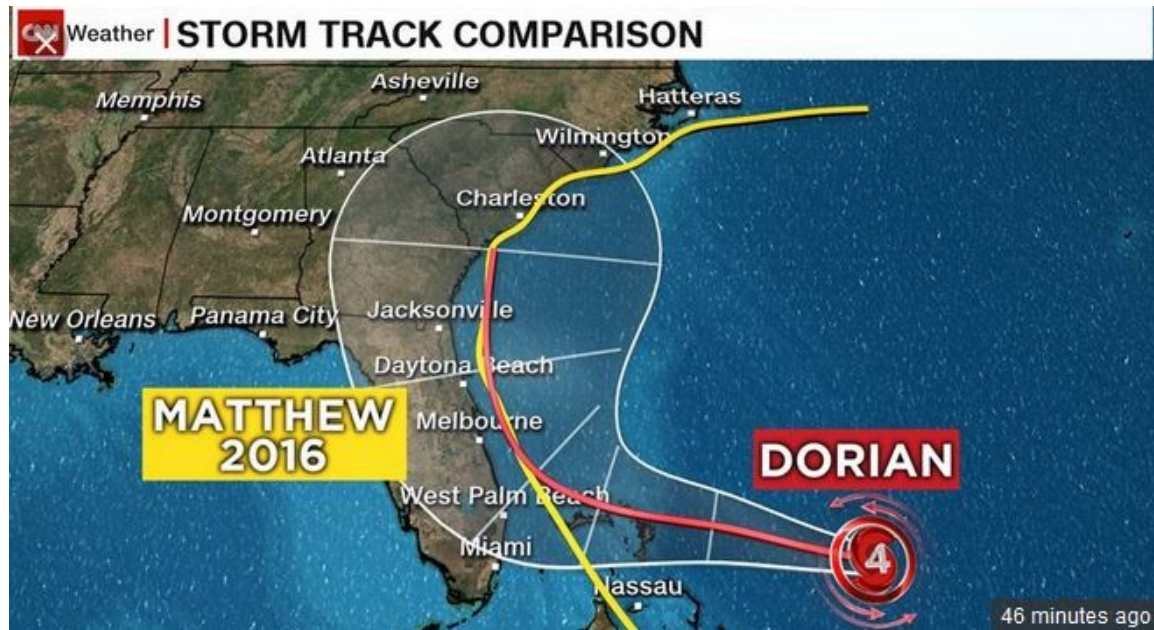 CNN Weather | STORM TRACK COMPARISON
Asheville
Memphis
Hatteras
Wilmington
Atlanta
Charleston
Montgomery
Jacksonville
New Orleans
Panama City
Daytona Beach
MATTHEW
2016
Melbourne
DORIAN
West Palm Beach
Miami
4
Nassau
46 minutes ago